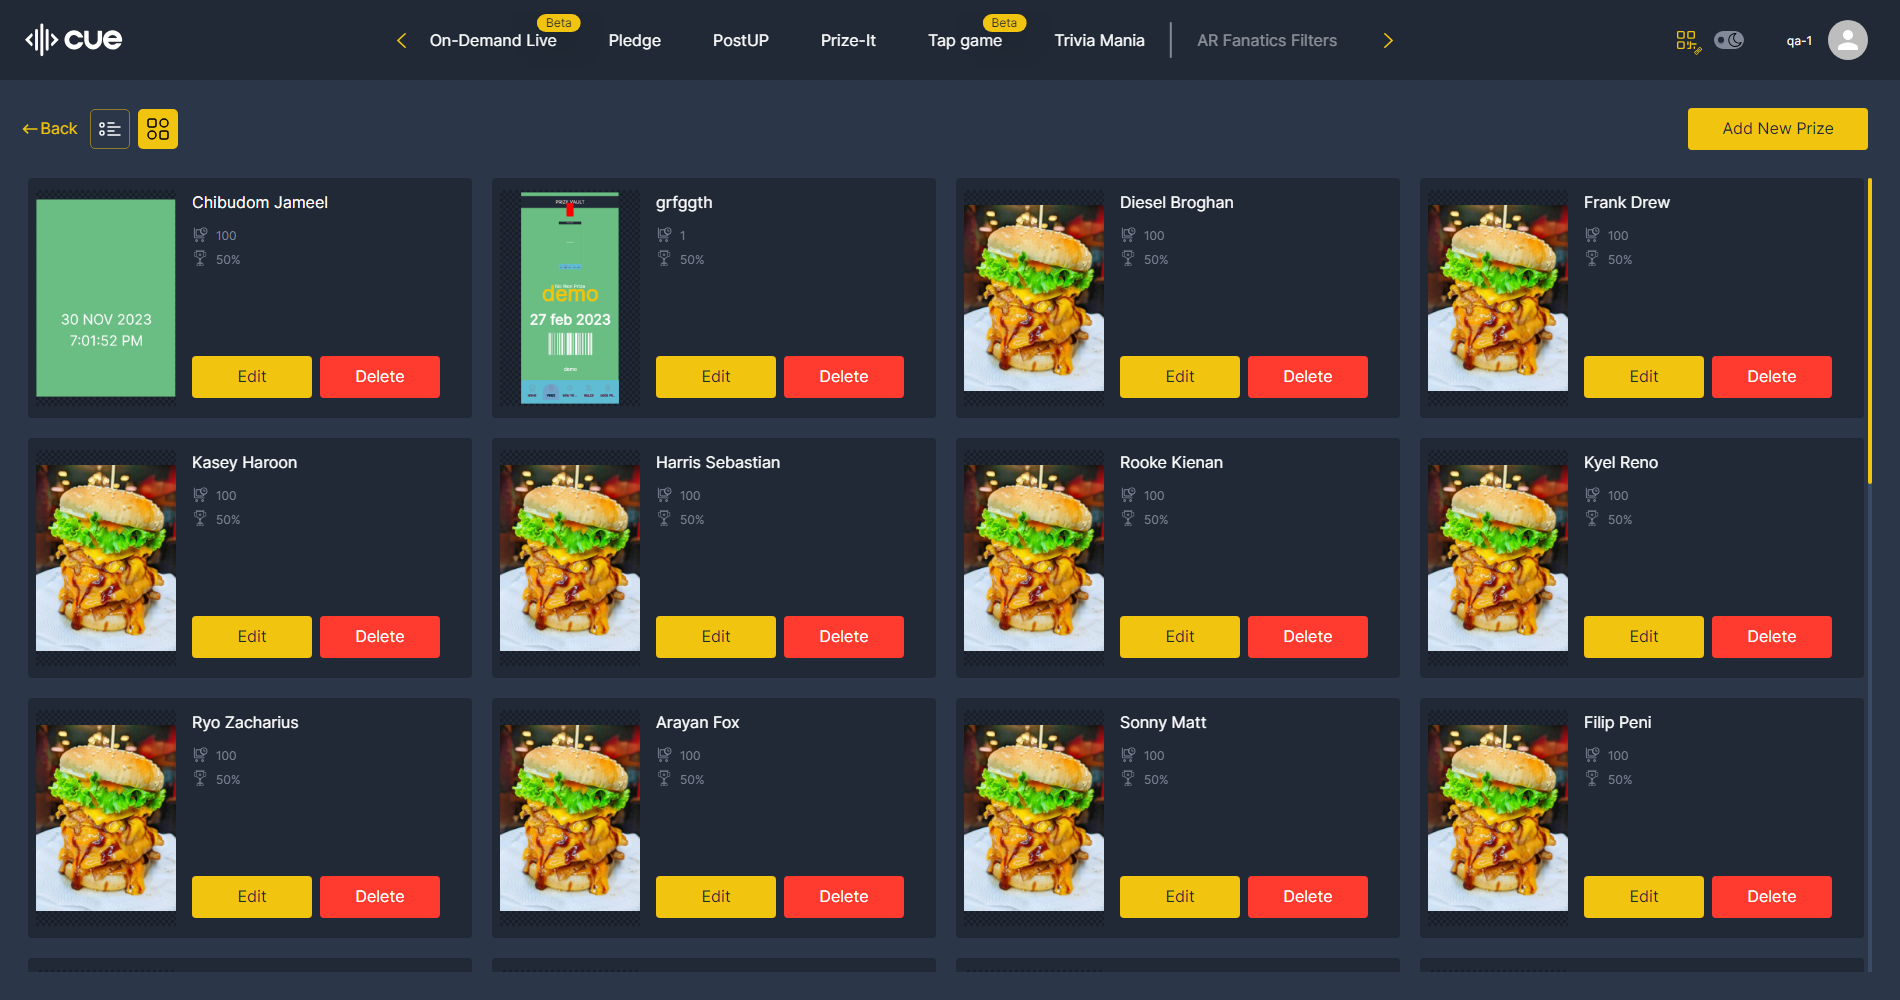 cue
On-Demand Live
Beta
Pledge
PostUP
Prize-It
Tap game
Beta
Trivia Mania
AR Fanatics Filters
qa-1
Back
Add New Prize
30 NOV 2023
7:01:52 PM
Chibudom Jameel
100
50%
Edit
Delete
PRIZE VAULT
demo
27 feb 2023
demo
grfggth
1
50%
Edit
Delete
Diesel Broghan
100
50%
Edit
Delete
Frank Drew
100
50%
Edit
Delete
Kasey Haroon
100
50%
Edit
Delete
Harris Sebastian
100
50%
Edit
Delete
Rooke Kienan
100
50%
Edit
Delete
Kyel Reno
100
50%
Edit
Delete
Ryo Zacharius
100
50%
Edit
Delete
Arayan Fox
100
50%
Edit
Delete
Sonny Matt
100
50%
Edit
Delete
Filip Peni
100
50%
Edit
Delete